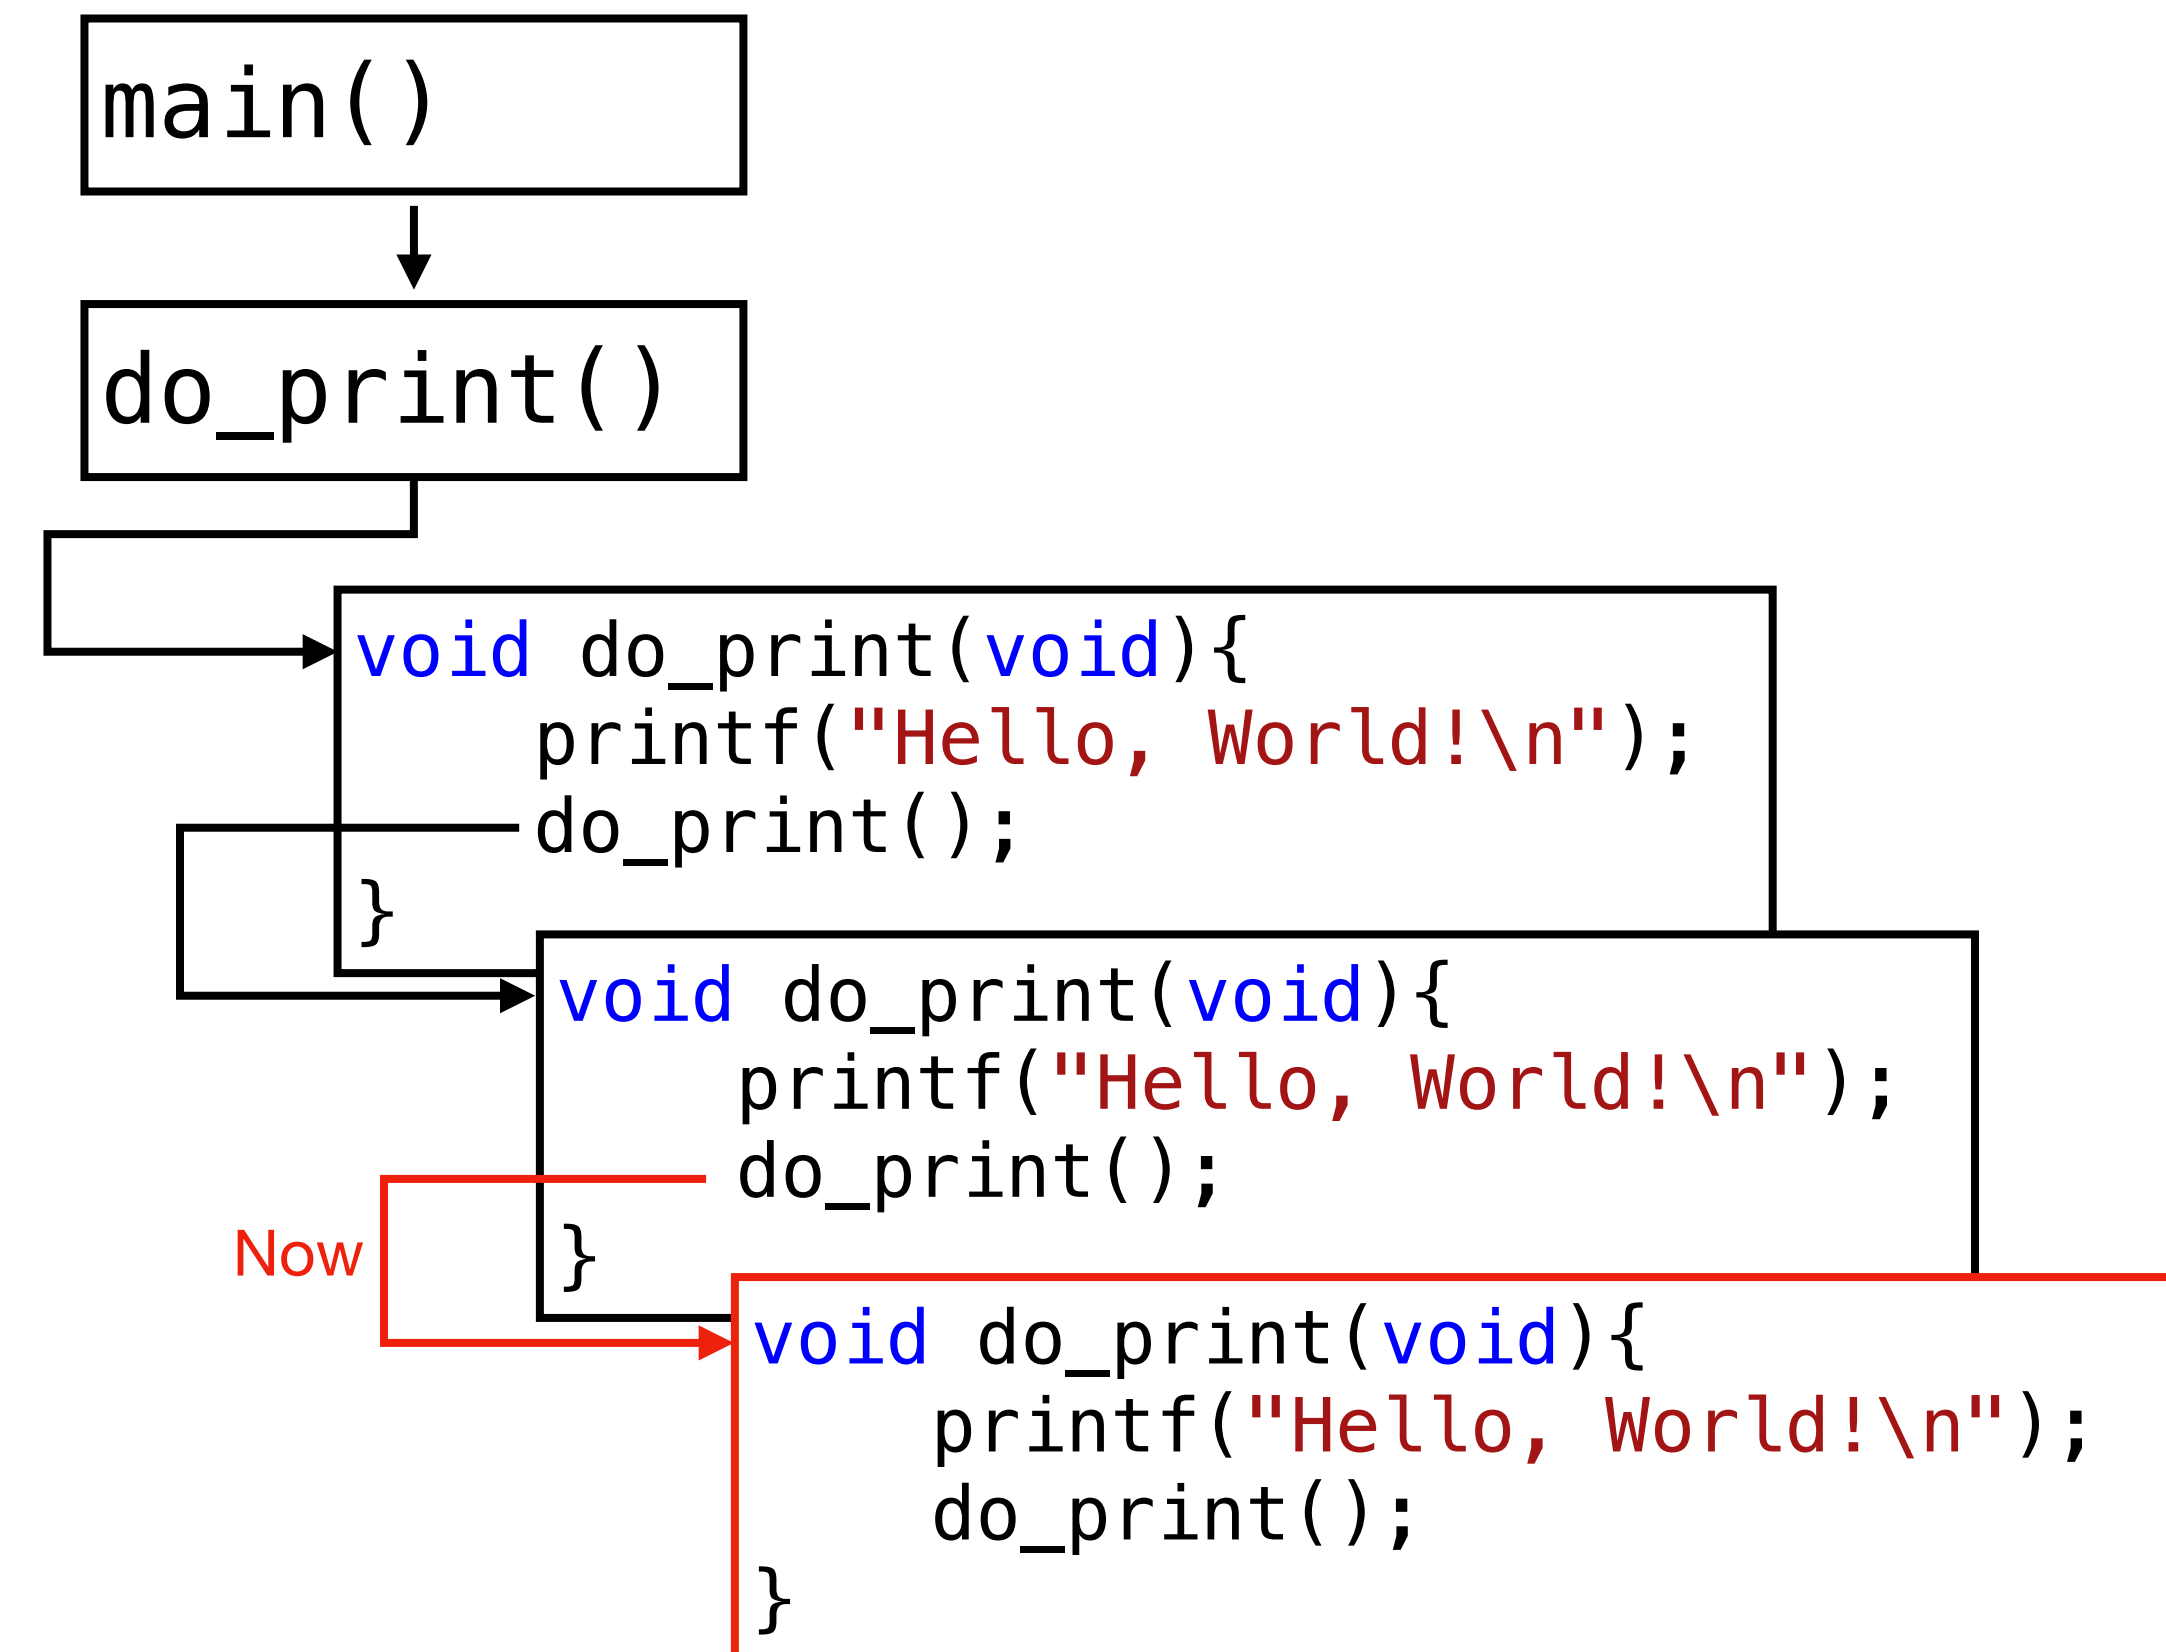 main()
do_print()
void do_print(void){
    printf("Hello, World!\n");
    do_print();
}
void do_print(void){
    printf("Hello, World!\n");
    do_print();
}
Now
void do_print(void){
    printf("Hello, World!\n");
    do_print();
}